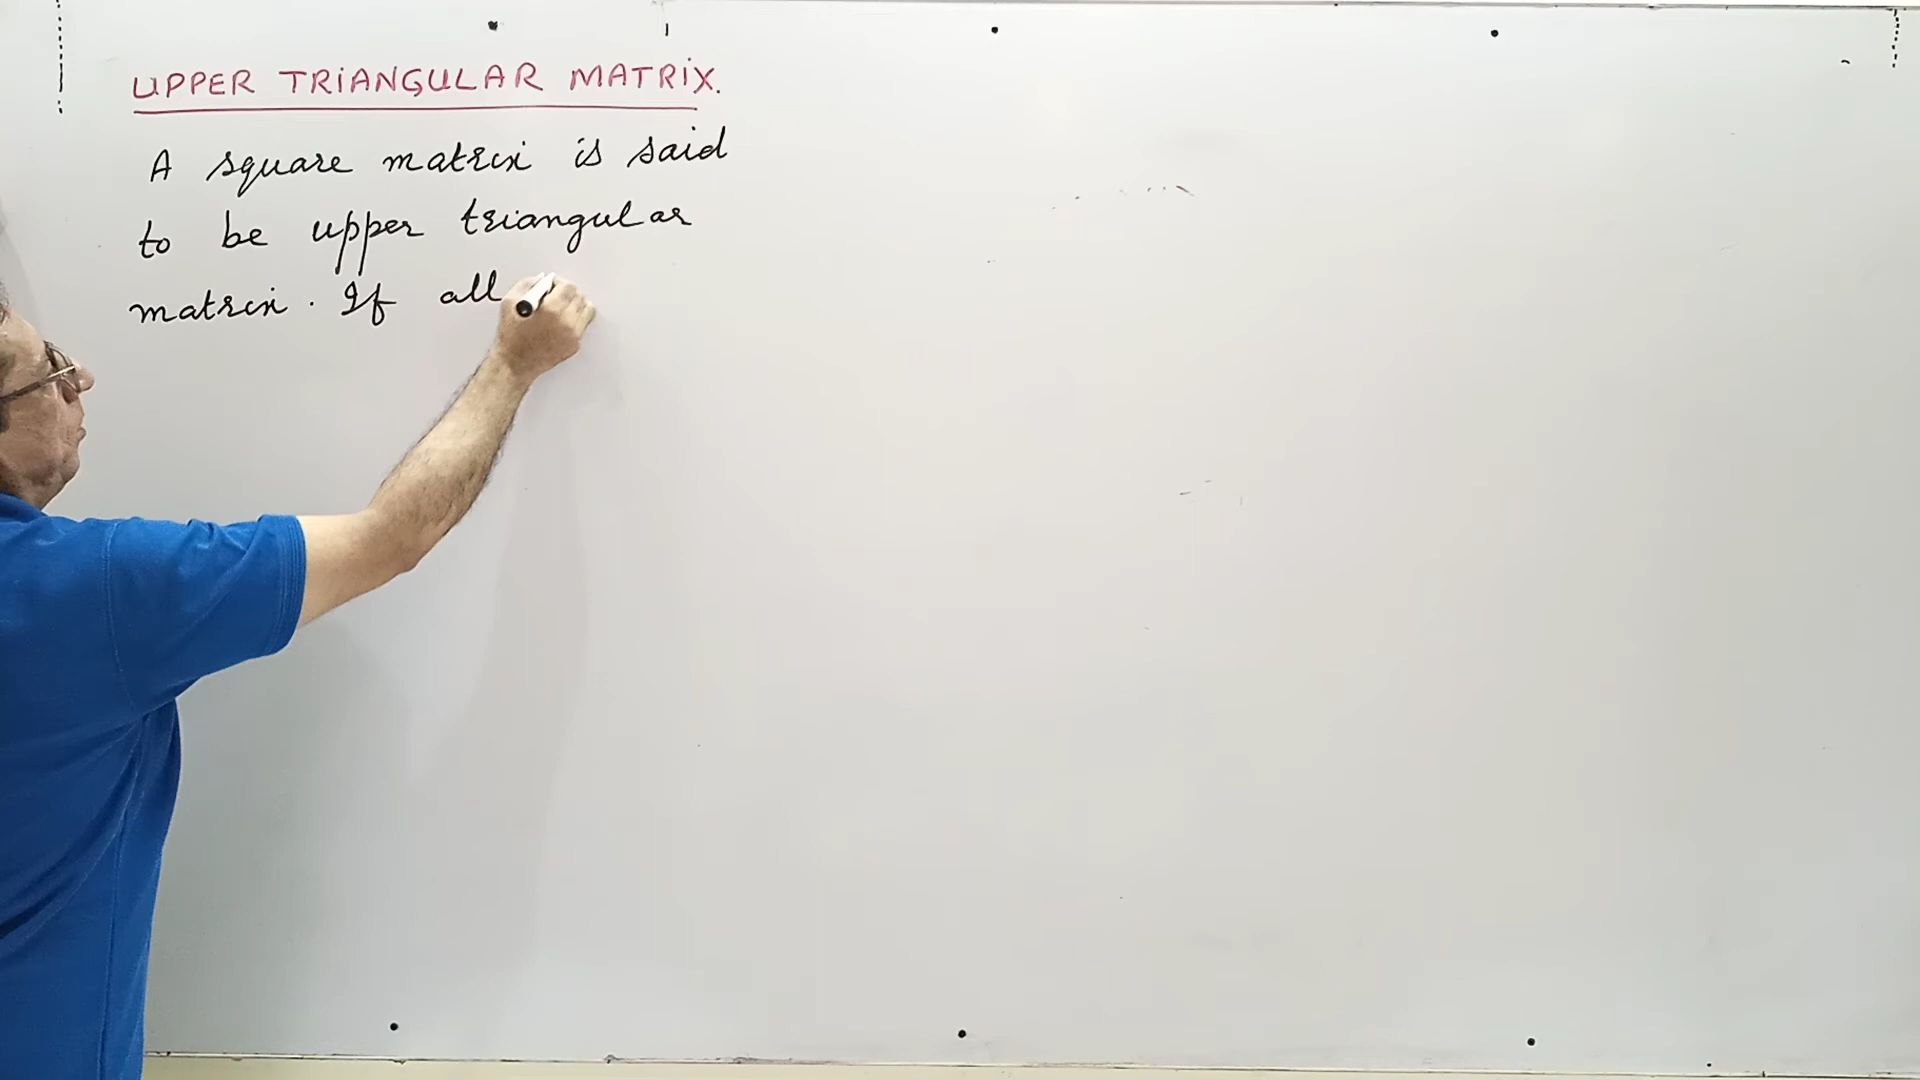 UPPER TRIANGULAR MATRIX.
A square matrix is said
to be upper triangular
matrix. If all